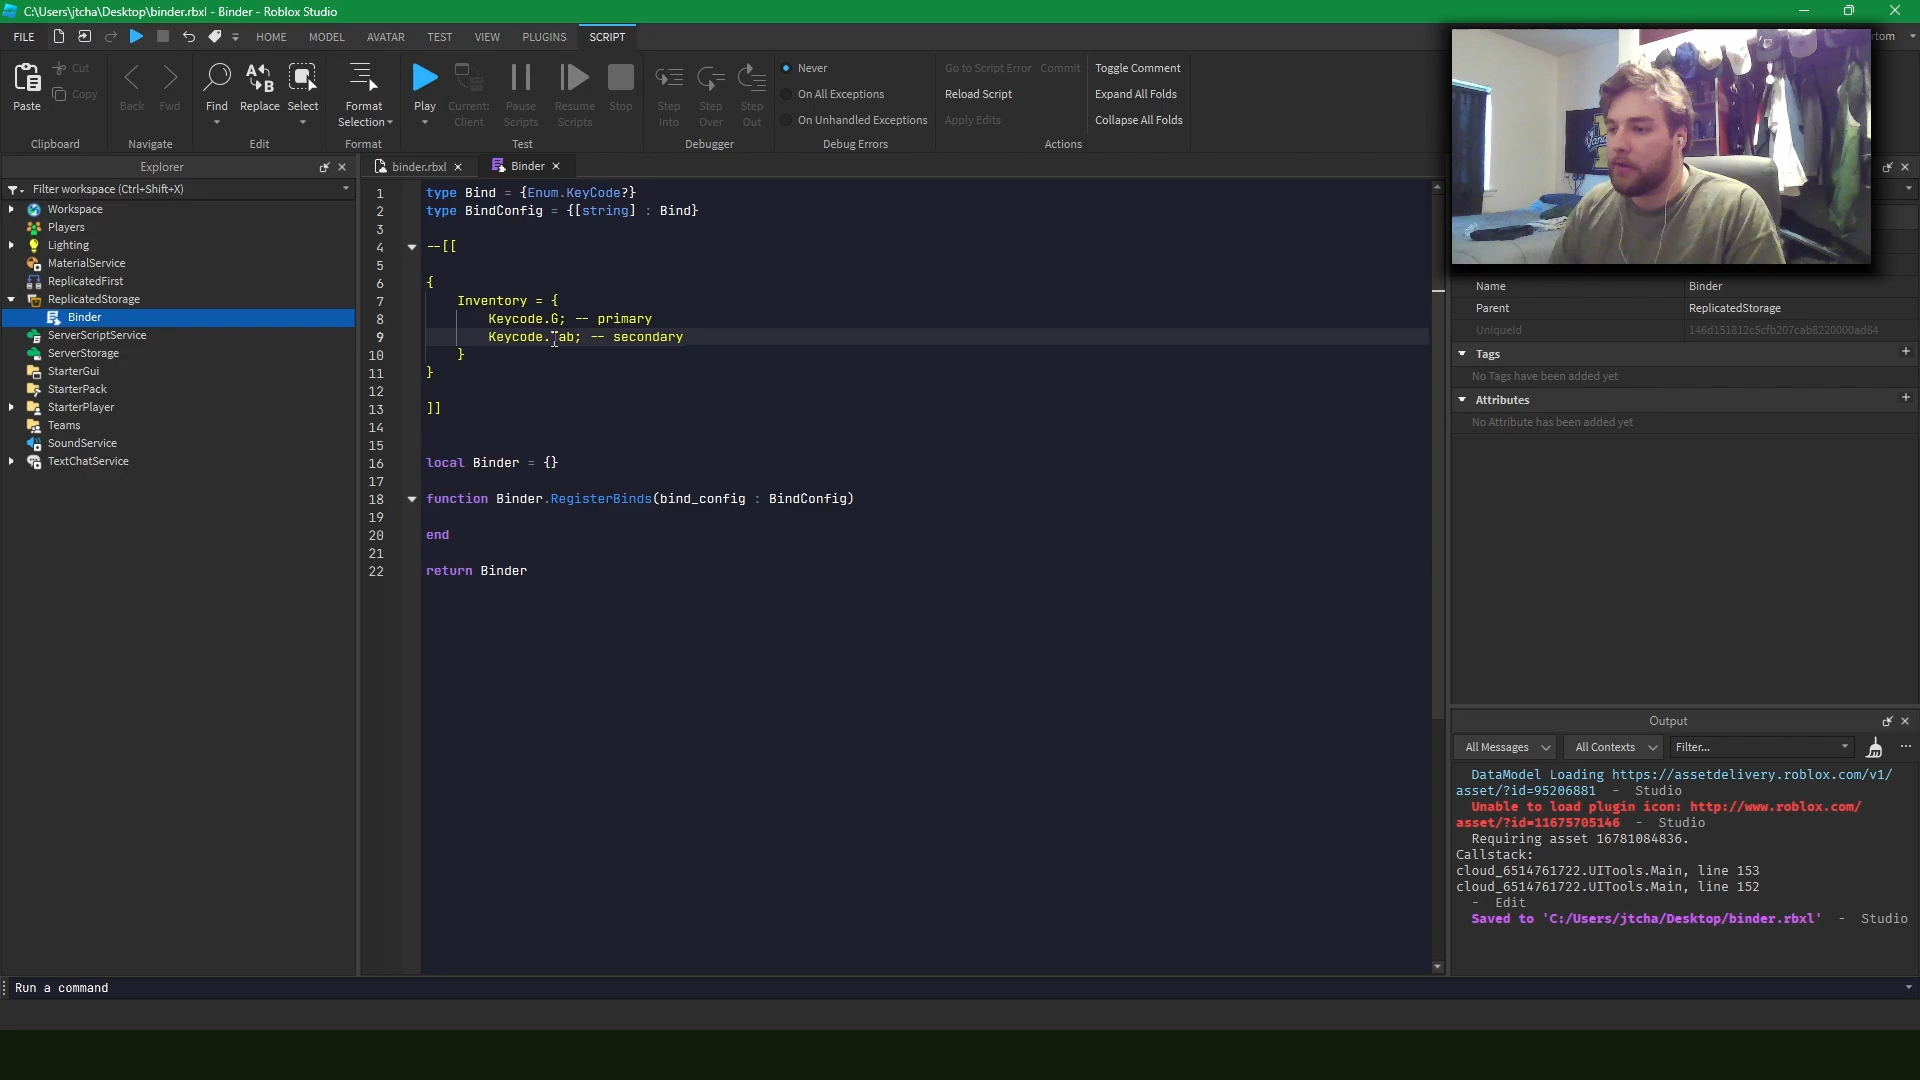 C:\Users\jtcha\Desktop\binder.rbxl - Binder - Roblox Studio
FILE
HOME
MODEL
AVATAR
TEST
VIEW
PLUGINS
SCRIPT
Paste
Cut
Copy
Clipboard
Back
Fwd
Navigate
Find
Replace
Select
Edit
Format
Selection
Format
Play
Current:
Client
Pause
Scripts
Resume
Scripts
Stop
Test
Step
Into
Step
Over
Step
Out
Debugger
Never
On All Exceptions
On Unhandled Exceptions
Debug Errors
Go to Script Error
Commit
Reload Script
Apply Edits
Toggle Comment
Expand All Folds
Collapse All Folds
Actions
Explorer
Filter workspace (Ctrl+Shift+X)
Workspace
Players
Lighting
MaterialService
ReplicatedFirst
ReplicatedStorage
Binder
ServerScriptService
ServerStorage
StarterGui
StarterPack
StarterPlayer
Teams
SoundService
TextChatService
binder.rbxl
Binder
1 type Bind = {Enum.KeyCode?}
2 type BindConfig = {[string] : Bind}
3
4 --[[
5
6 {
7 Inventory = {
8 Keycode.G; -- primary
9 Keycode.Tab; -- secondary
10 }
11 }
12
13 ]]
14
15
16 local Binder = {}
17
18 function Binder.RegisterBinds(bind_config : BindConfig)
19
20 end
21
22 return Binder
Name Binder
Parent ReplicatedStorage
UniqueId 146d151812c5cfb207cab8220000ad64
Tags
No Tags have been added yet
Attributes
No Attribute has been added yet
Output
All Messages
All Contexts
Filter...
DataModel Loading https://assetdelivery.roblox.com/v1/
asset/?id=95206881 - Studio
Unable to load plugin icon: http://www.roblox.com/
asset/?id=11675705146 - Studio
Requiring asset 16781084836.
Callstack:
cloud_6514761722.UITools.Main, line 153
cloud_6514761722.UITools.Main, line 152
- Edit
Saved to 'C:/Users/jtcha/Desktop/binder.rbxl' - Studio
Run a command